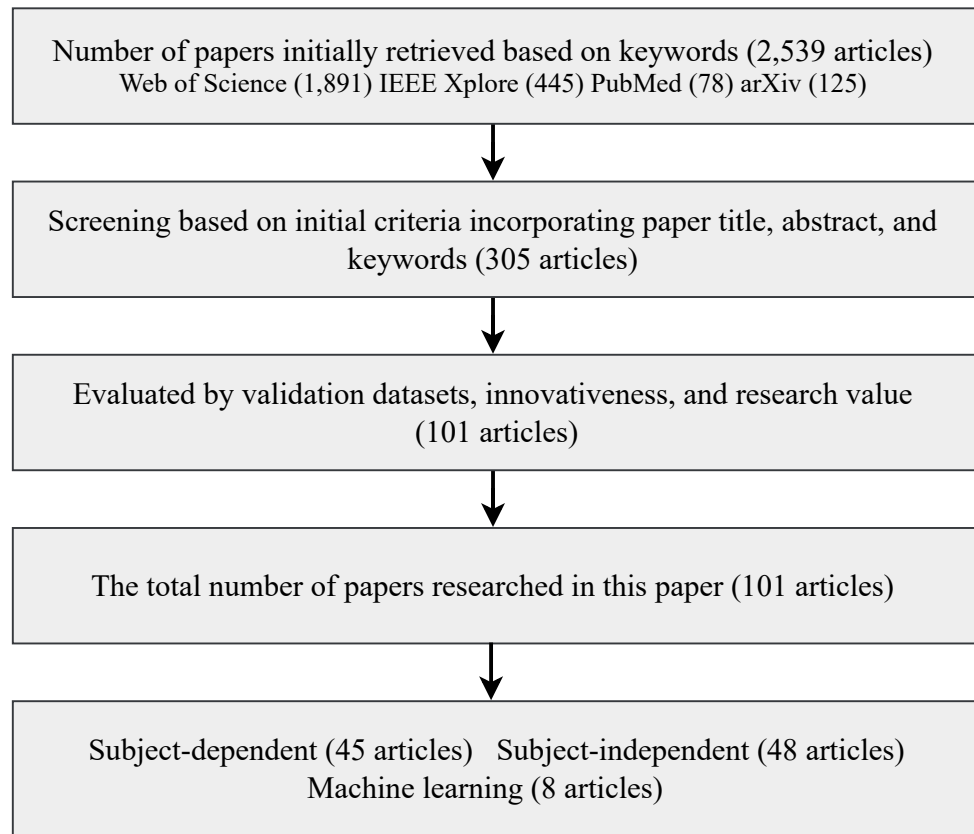 Number of papers initially retrieved based on keywords (2,539 articles)
Web of Science (1,891) IEEE Xplore (445) PubMed (78) arXiv (125)
Screening based on initial criteria incorporating paper title, abstract, and
keywords (305 articles)
Evaluated by validation datasets, innovativeness, and research value
(101 articles)
The total number of papers researched in this paper (101 articles)
Subject-dependent (45 articles) Subject-independent (48 articles)
Machine learning (8 articles)